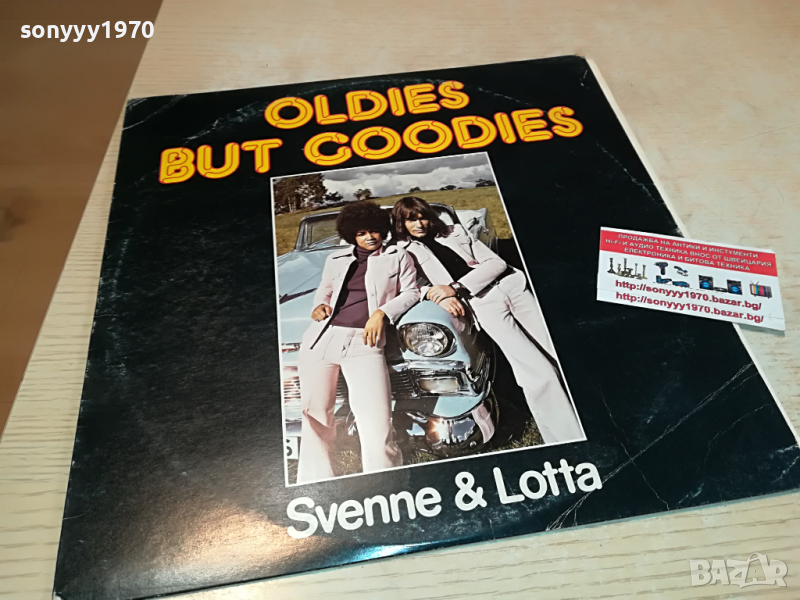 sonyyy1970
OLDIES
BUT GOODIES
Svenne & Lotta
ПРОДАЖБА НА АНТИКИ И ИНСТУМЕНТИ
Hi-Fi И АУДИО ТЕХНИКА ВНОС ОТ ШВЕЙЦАРИЯ
ЕЛЕКТРОНИКА И БИТОВА ТЕХНИКА
http://sonyyy1970.bazar.bg/
http://sonyyy1970.bazar.bg/
BAZAR